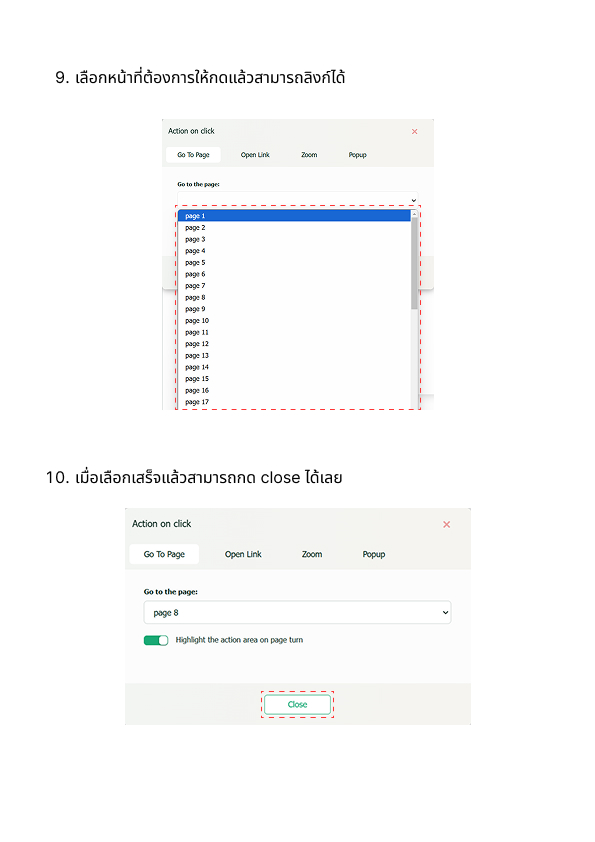 9. เลือกหน้าที่ต้องการให้กดแล้วสามารถลิงก์ได้
Action on click
Go To Page Open Link Zoom Popup
Go to the page:
page 1
page 2
page 3
page 4
page 5
page 6
page 7
page 8
page 9
page 10
page 11
page 12
page 13
page 14
page 15
page 16
page 17
10. เมื่อเลือกเสร็จแล้วสามารถกด close ได้เลย
Action on click
Go To Page Open Link Zoom Popup
Go to the page:
page 8
Highlight the action area on page turn
Close